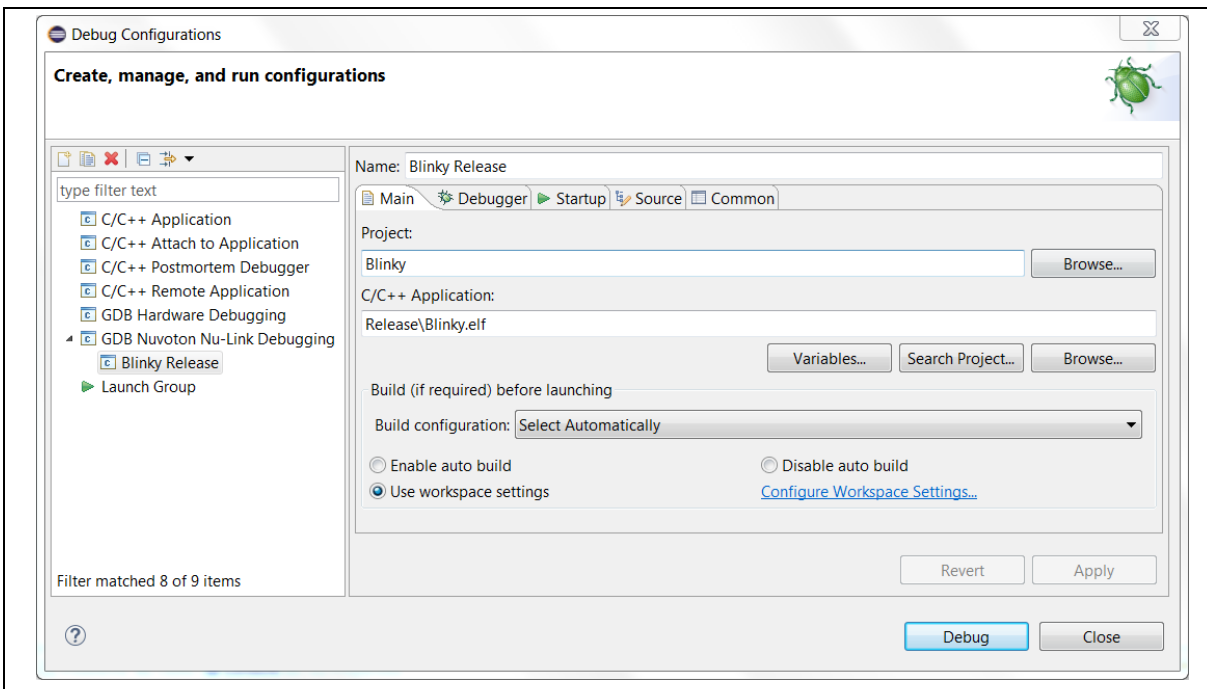 Debug Configurations
Create, manage, and run configurations
type filter text
C/C++ Application
C/C++ Attach to Application
C/C++ Postmortem Debugger
C/C++ Remote Application
GDB Hardware Debugging
GDB Nuvoton Nu-Link Debugging
Blinky Release
Launch Group
Filter matched 8 of 9 items
Name: Blinky Release
Main Debugger Startup Source Common
Project:
Blinky Browse...
C/C++ Application:
Release\Blinky.elf
Variables... Search Project... Browse...
Build (if required) before launching
Build configuration: Select Automatically
Enable auto build Disable auto build
Use workspace settings Configure Workspace Settings...
Revert Apply
Debug Close